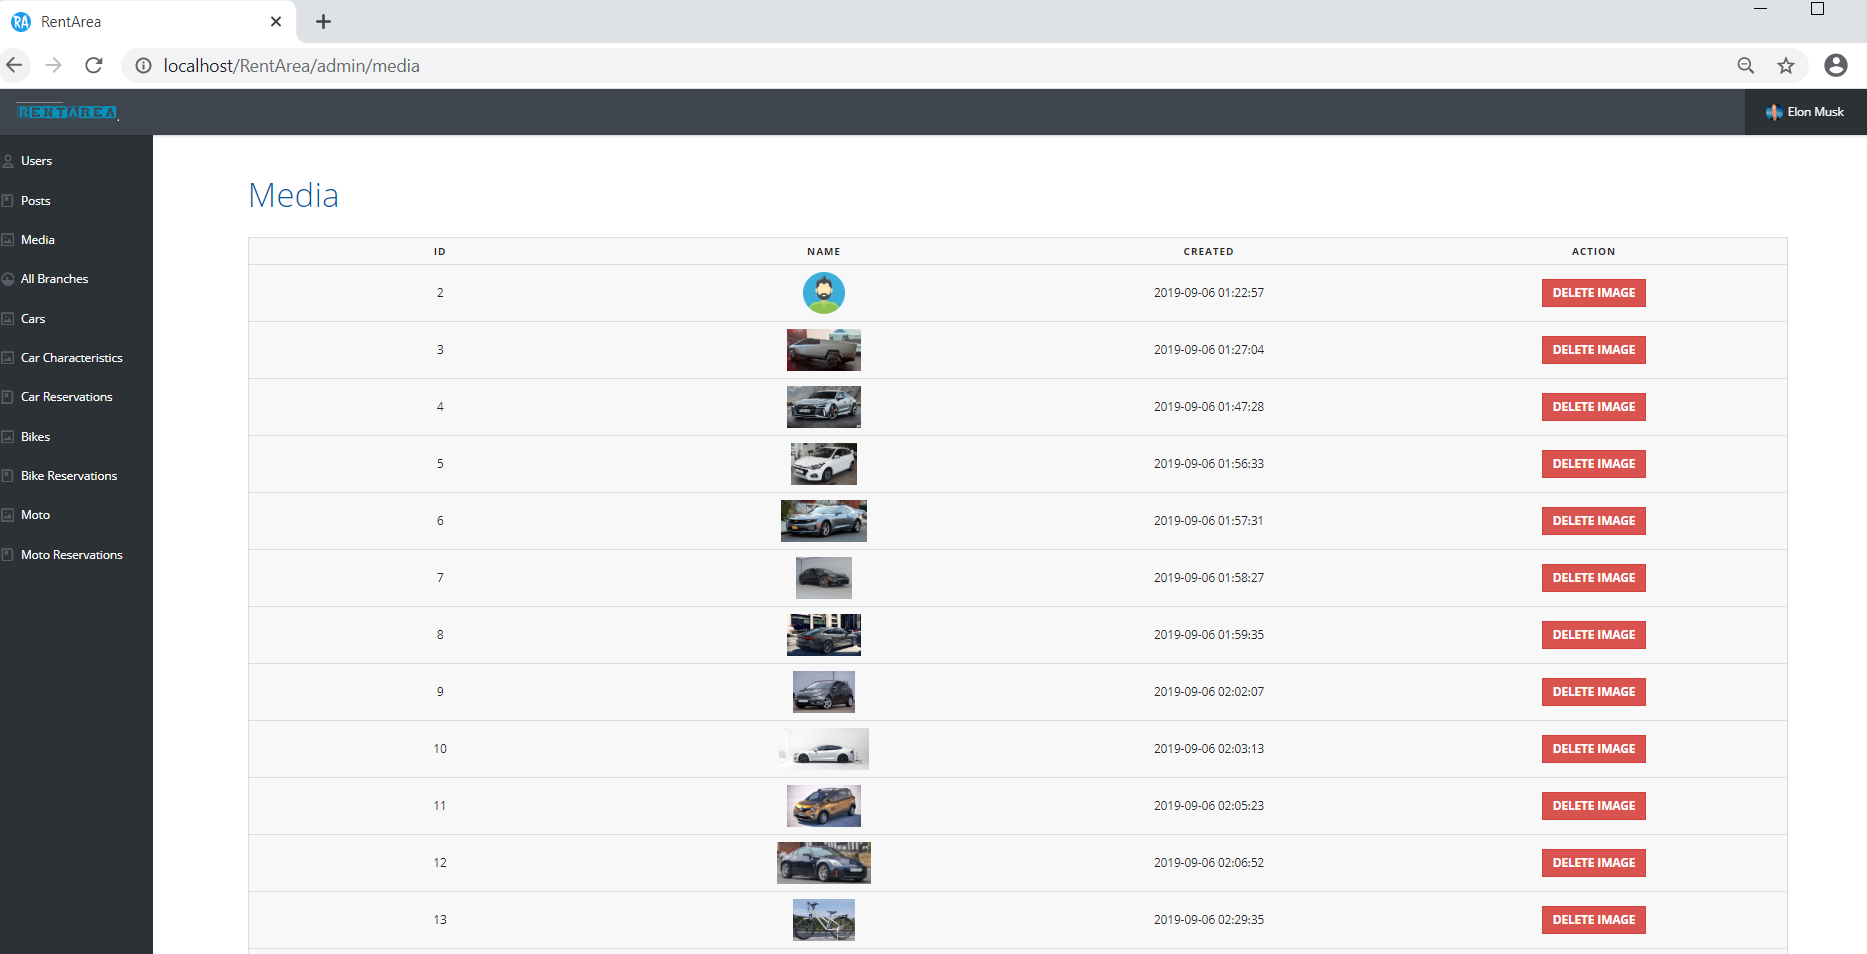 RA RentArea
localhost/RentArea/admin/media
RENTAREA
Elon Musk
Users
Posts
Media
All Branches
Cars
Car Characteristics
Car Reservations
Bikes
Bike Reservations
Moto
Moto Reservations
Media
ID NAME CREATED ACTION
2 2019-09-06 01:22:57 DELETE IMAGE
3 2019-09-06 01:27:04 DELETE IMAGE
4 2019-09-06 01:47:28 DELETE IMAGE
5 2019-09-06 01:56:33 DELETE IMAGE
6 2019-09-06 01:57:31 DELETE IMAGE
7 2019-09-06 01:58:27 DELETE IMAGE
8 2019-09-06 01:59:35 DELETE IMAGE
9 2019-09-06 02:02:07 DELETE IMAGE
10 2019-09-06 02:03:13 DELETE IMAGE
11 2019-09-06 02:05:23 DELETE IMAGE
12 2019-09-06 02:06:52 DELETE IMAGE
13 2019-09-06 02:29:35 DELETE IMAGE